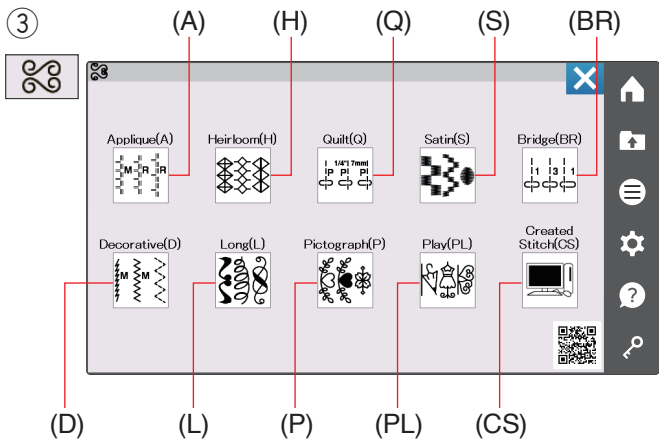 ③
(A) (H) (Q) (S) (BR)
Applique(A) Heirloom(H) Quilt(Q) Satin(S) Bridge(BR)
M R R
1/4" 7mm
P P P
1 3 1
Decorative(D) Long(L) Pictograph(P) Play(PL) Created
Stitch(CS)
M M
?
(D) (L) (P) (PL) (CS)